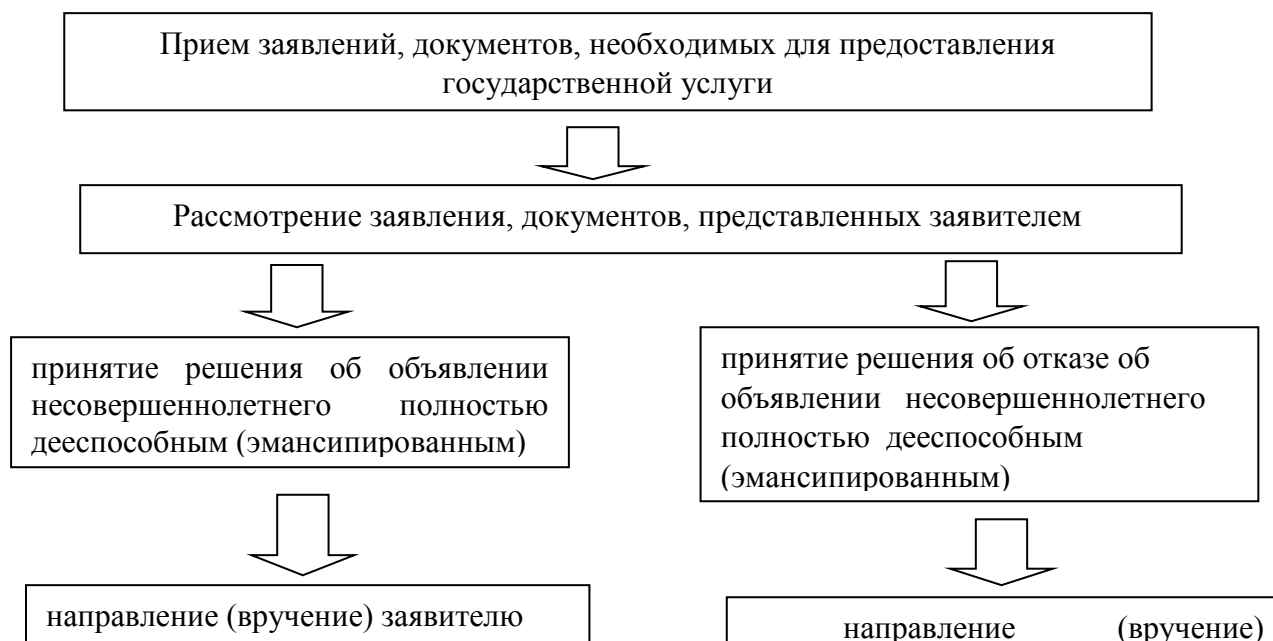 Прием заявлений, документов, необходимых для предоставления
государственной услуги
Рассмотрение заявления, документов, представленных заявителем
принятие решения об объявлении
несовершеннолетнего полностью
дееспособным (эмансипированным)
принятие решения об отказе об
объявлении несовершеннолетнего
полностью дееспособным
(эмансипированным)
направление (вручение) заявителю
направление (вручение)